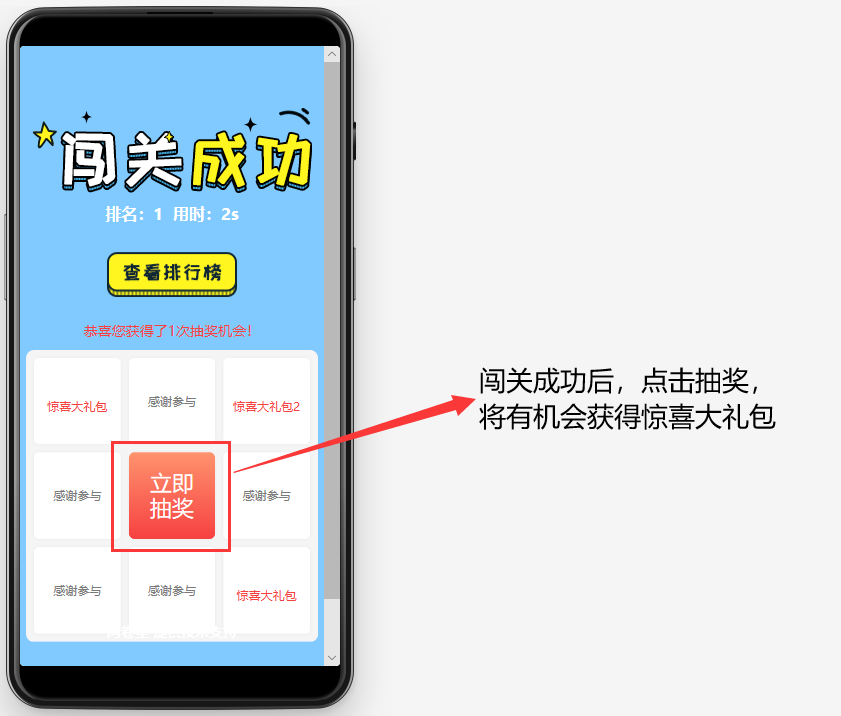 闯关成功
排名：1 用时：2s
查看排行榜
恭喜您获得了1次抽奖机会!
惊喜大礼包
感谢参与
惊喜大礼包2
感谢参与
立即
抽奖
感谢参与
感谢参与
感谢参与
惊喜大礼包
闯关成功后，点击抽奖，
将有机会获得惊喜大礼包